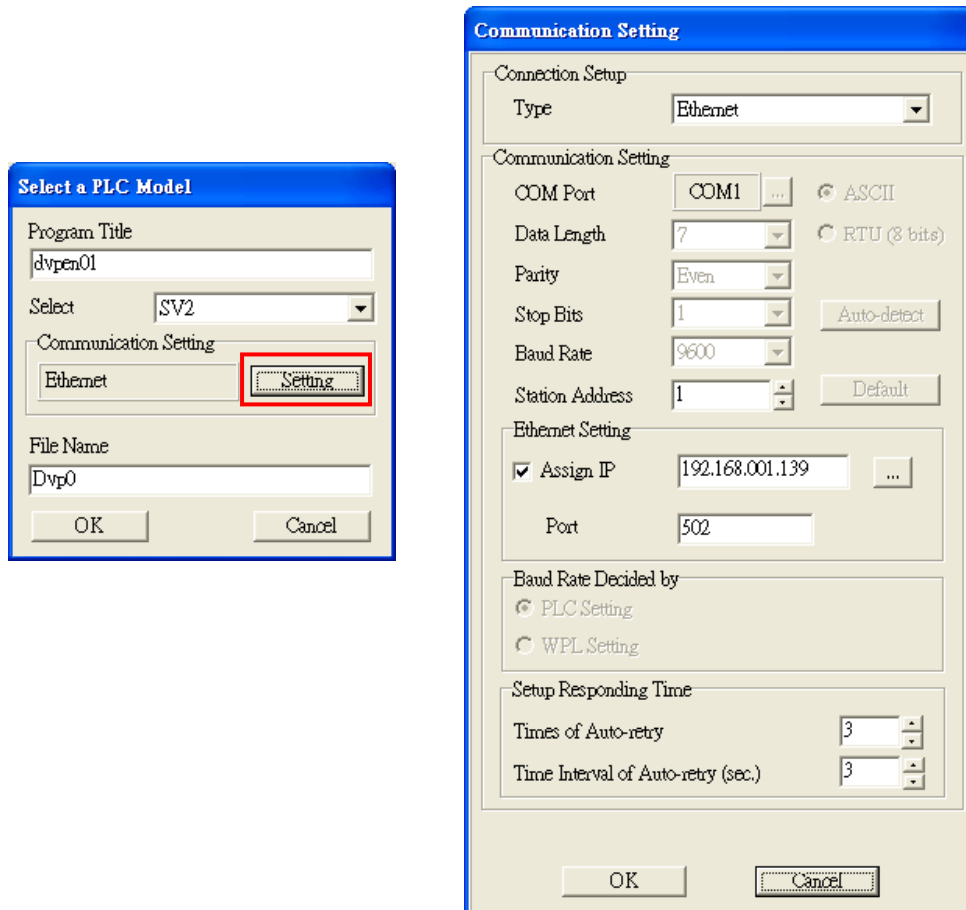 Select a PLC Model
Program Title
dvpen01
Select SV2
Communication Setting
Ethernet Setting
File Name
Dvp0
OK Cancel
Communication Setting
Connection Setup
Type Ethernet
Communication Setting
COM Port COM1 ... ASCII
Data Length 7 RTU (8 bits)
Parity Even
Stop Bits 1 Auto-detect
Baud Rate 9600
Station Address 1 Default
Ethernet Setting
Assign IP 192.168.001.139 ...
Port 502
Baud Rate Decided by
PLC Setting
WPL Setting
Setup Responding Time
Times of Auto-retry 3
Time Interval of Auto-retry (sec.) 3
OK Cancel